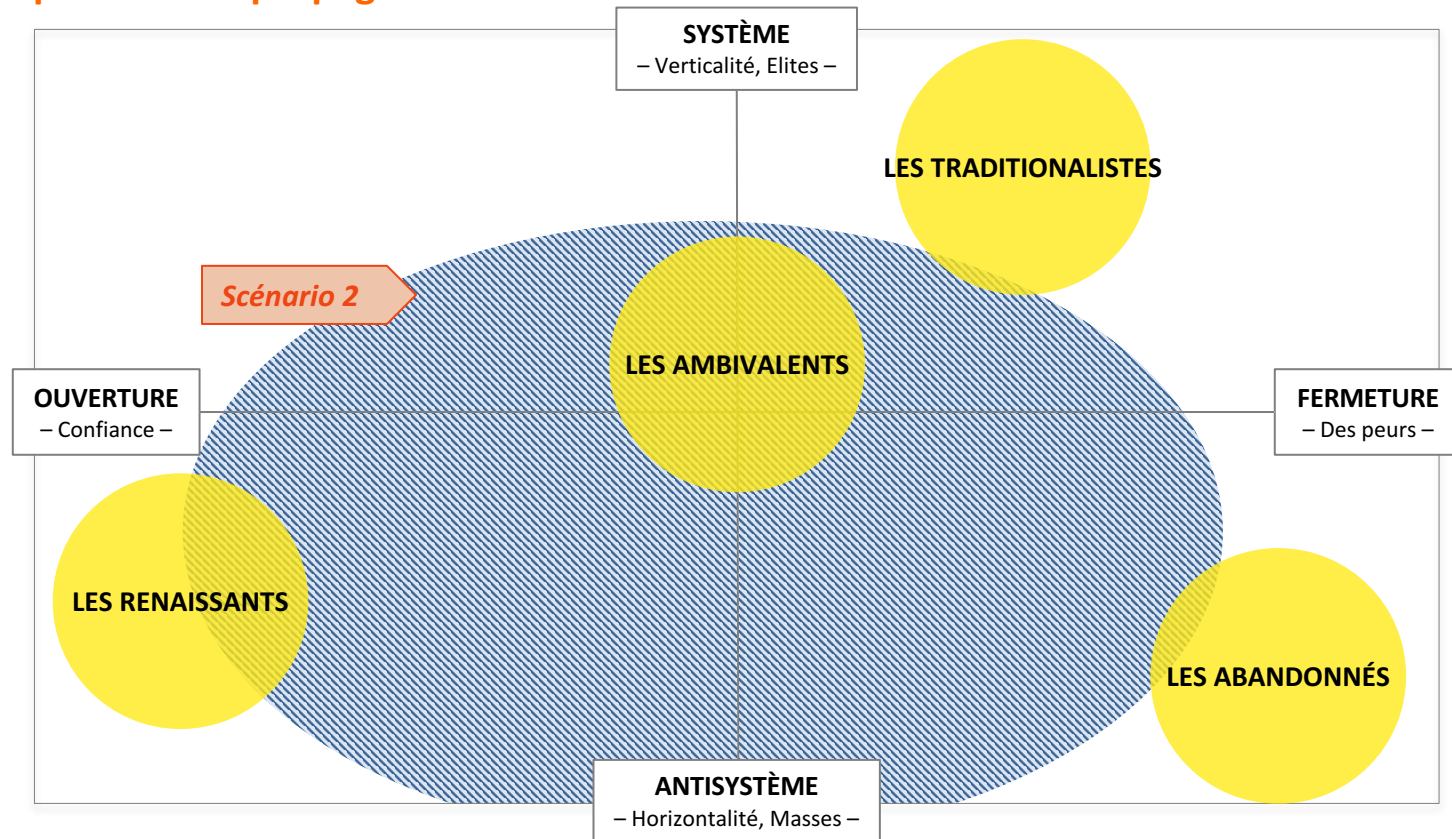 SYSTÈME
– Verticalité, Elites –
LES TRADITIONALISTES
Scénario 2
LES AMBIVALENTS
OUVERTURE
– Confiance –
FERMETURE
– Des peurs –
LES RENAISSANTS
LES ABANDONNÉS
ANTISYSTÈME
– Horizontalité, Masses –